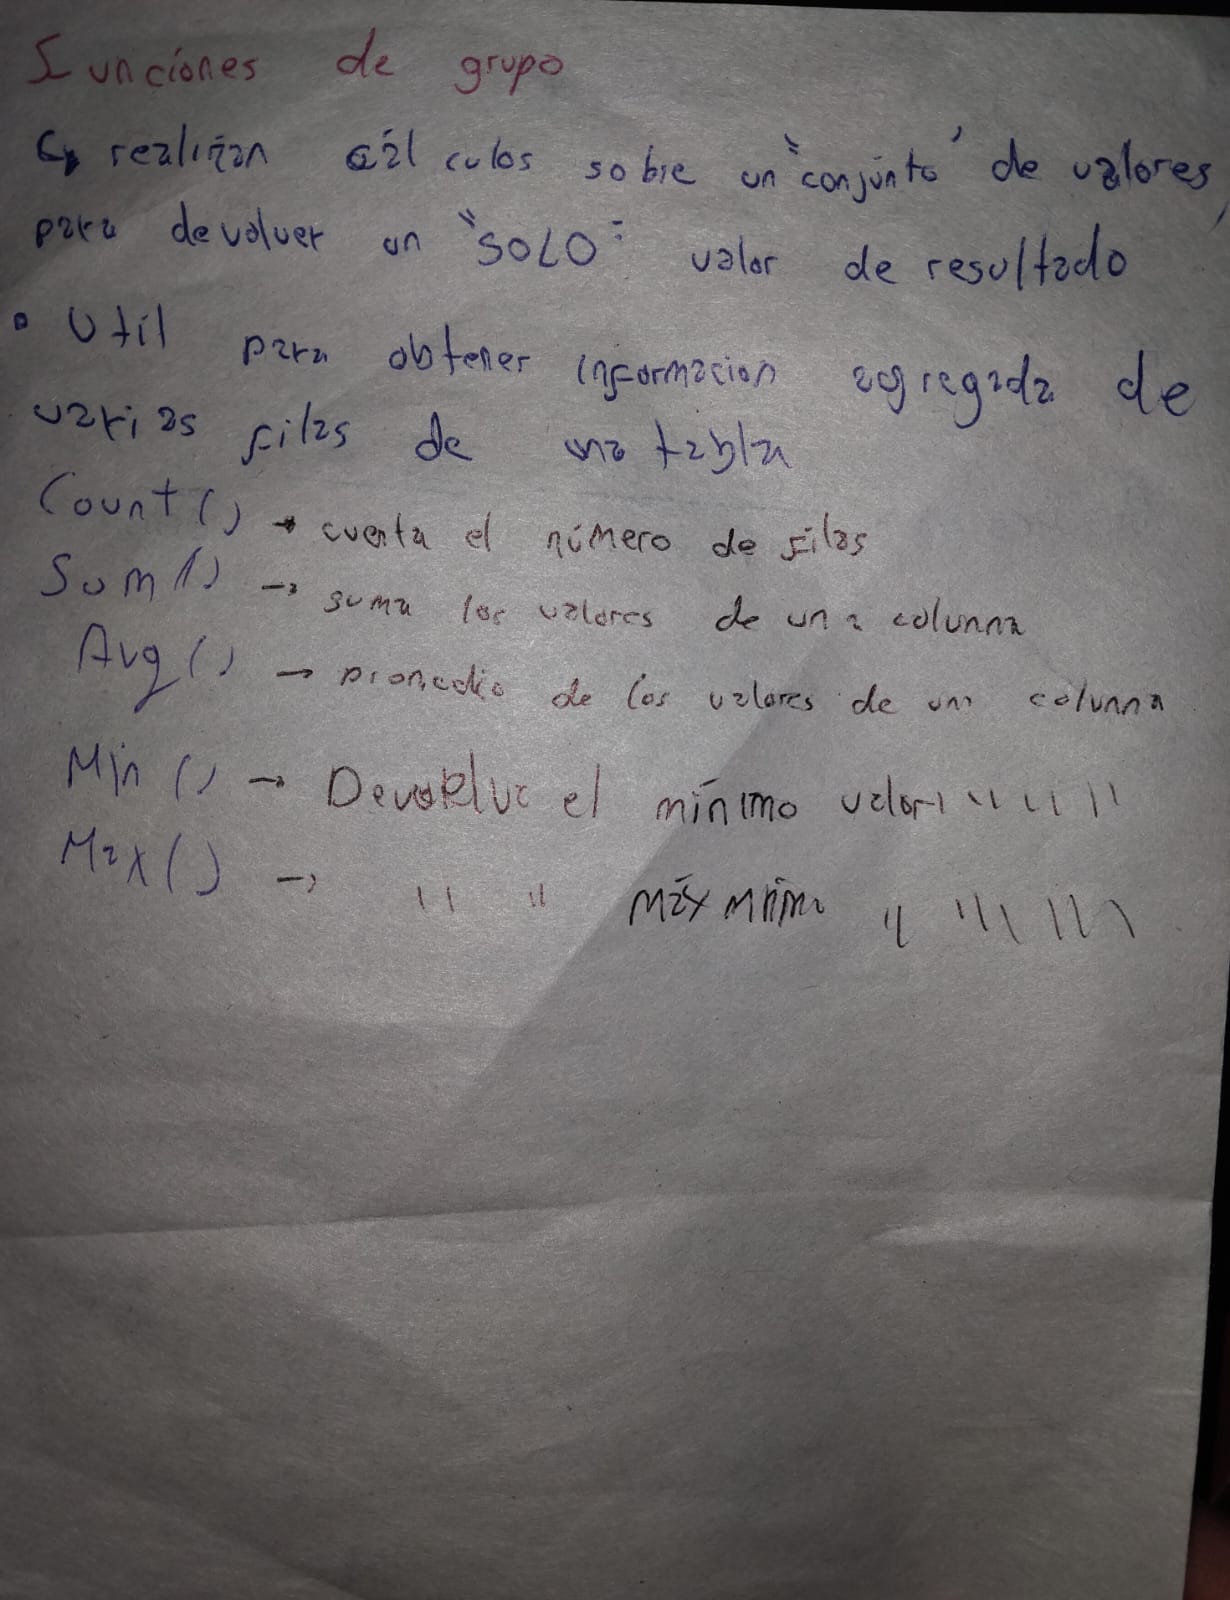 Funciones de grupo
↳ realizan cálculos sobre un "conjunto" de valores,
para devolver un "SOLO" valor de resultado
• Util para obtener informacion agregada de
varias filas de una tabla
Count () → cuenta el número de filas
Sum () → suma los valores de una columna
Avg () → promedio de los valores de una columna
Min () → Devuelve el mínimo valor " " " "
Max () → " " máximo " " " "